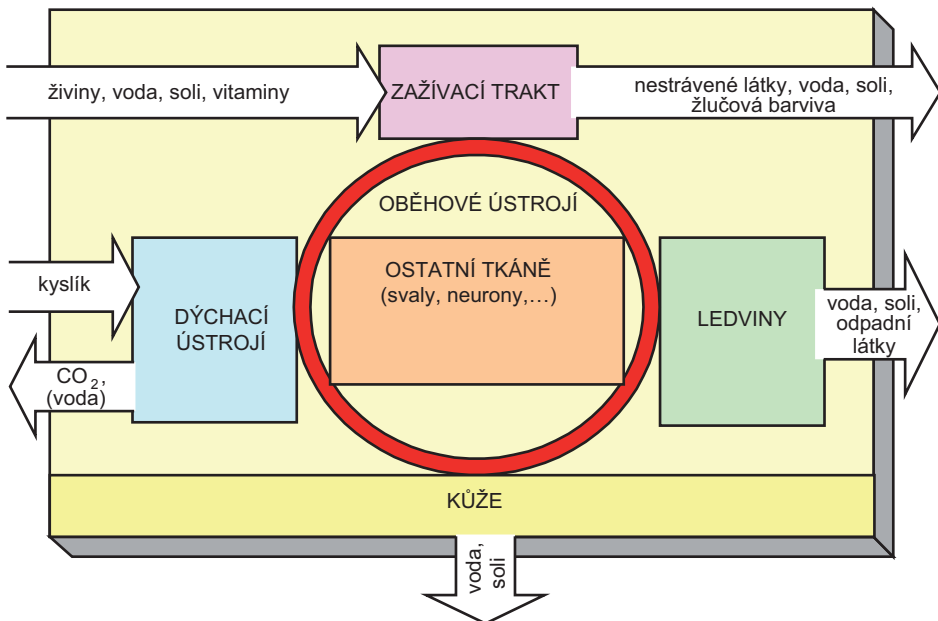 živiny, voda, soli, vitaminy
ZAŽÍVACÍ TRAKT
nestrávené látky, voda, soli,
žlučová barviva
OBĚHOVÉ ÚSTROJÍ
kyslík
DÝCHACÍ
ÚSTROJÍ
CO2,
(voda)
OSTATNÍ TKÁNĚ
(svaly, neurony,…)
LEDVINY
voda, soli,
odpadní
látky
KŮŽE
voda,
soli